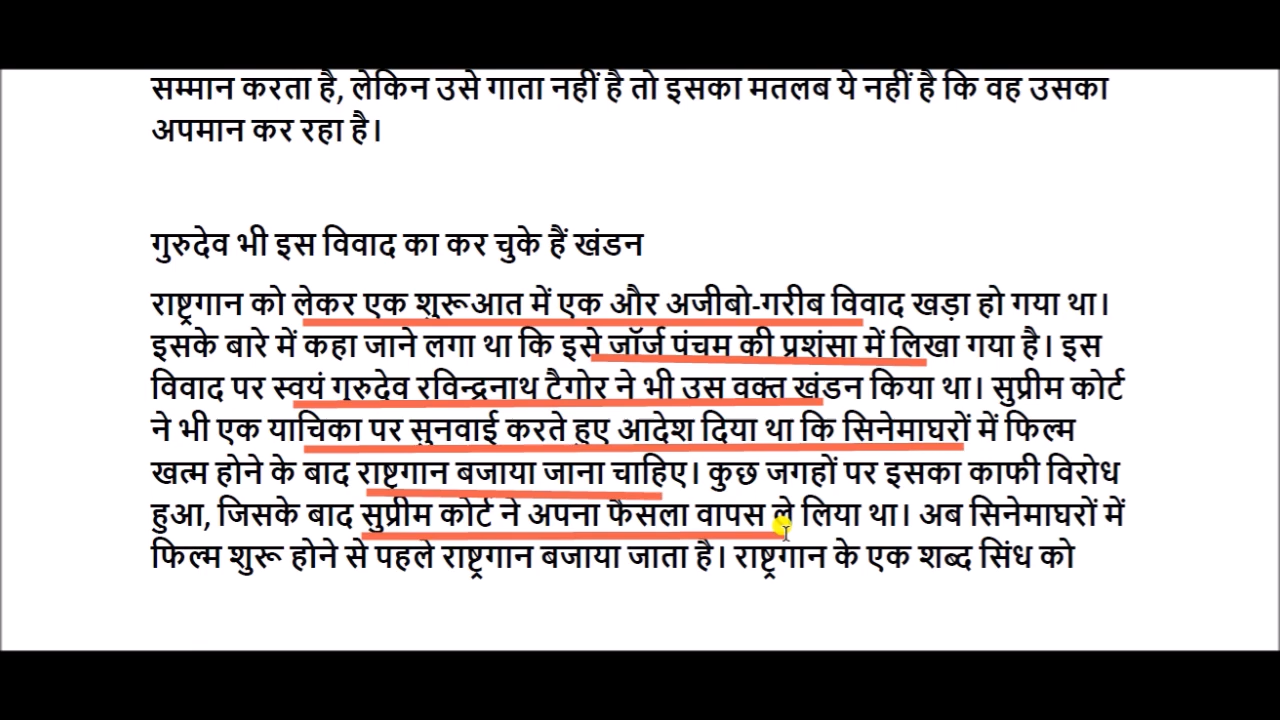 सम्मान करता है, लेकिन उसे गाता नहीं है तो इसका मतलब ये नहीं है कि वह उसका
अपमान कर रहा है।
गुरुदेव भी इस विवाद का कर चुके हैं खंडन
राष्ट्रगान को लेकर एक शुरूआत में एक और अजीबो-गरीब विवाद खड़ा हो गया था।
इसके बारे में कहा जाने लगा था कि इसे जॉर्ज पंचम की प्रशंसा में लिखा गया है। इस
विवाद पर स्वयं गुरुदेव रविन्द्रनाथ टैगोर ने भी उस वक्त खंडन किया था। सुप्रीम कोर्ट
ने भी एक याचिका पर सुनवाई करते हुए आदेश दिया था कि सिनेमाघरों में फिल्म
खत्म होने के बाद राष्ट्रगान बजाया जाना चाहिए। कुछ जगहों पर इसका काफी विरोध
हुआ, जिसके बाद सुप्रीम कोर्ट ने अपना फैसला वापस ले लिया था। अब सिनेमाघरों में
फिल्म शुरू होने से पहले राष्ट्रगान बजाया जाता है। राष्ट्रगान के एक शब्द सिंध को